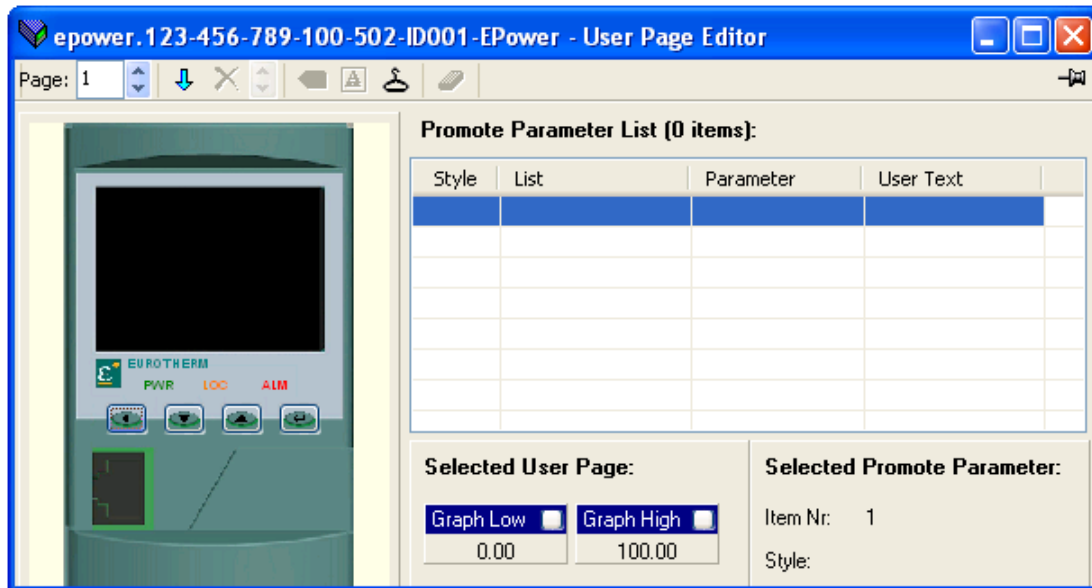 epower.123-456-789-100-502-ID001-EPower - User Page Editor
Page: 1
A
Promote Parameter List (0 items):
Style List Parameter User Text
EUROTHERM
PWR LOC ALM
Selected User Page:
Graph Low Graph High
0.00 100.00
Selected Promote Parameter:
Item Nr: 1
Style: